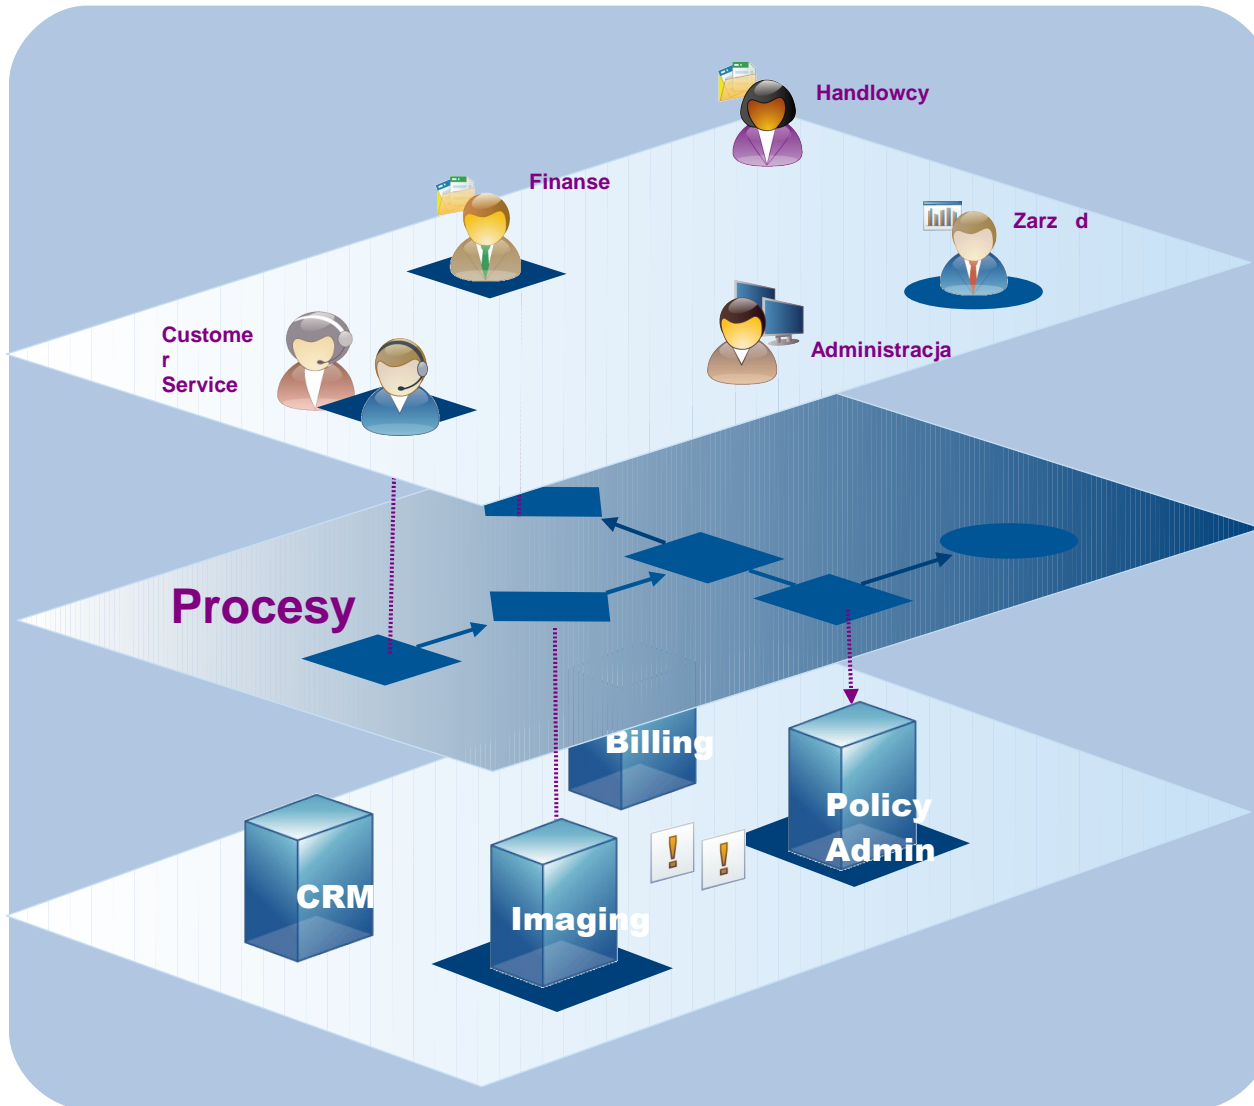 Handlowcy
Finanse
Zarz d
Custome
r
Service
Administracja
Procesy
Billing
Policy
Admin
CRM
Imaging